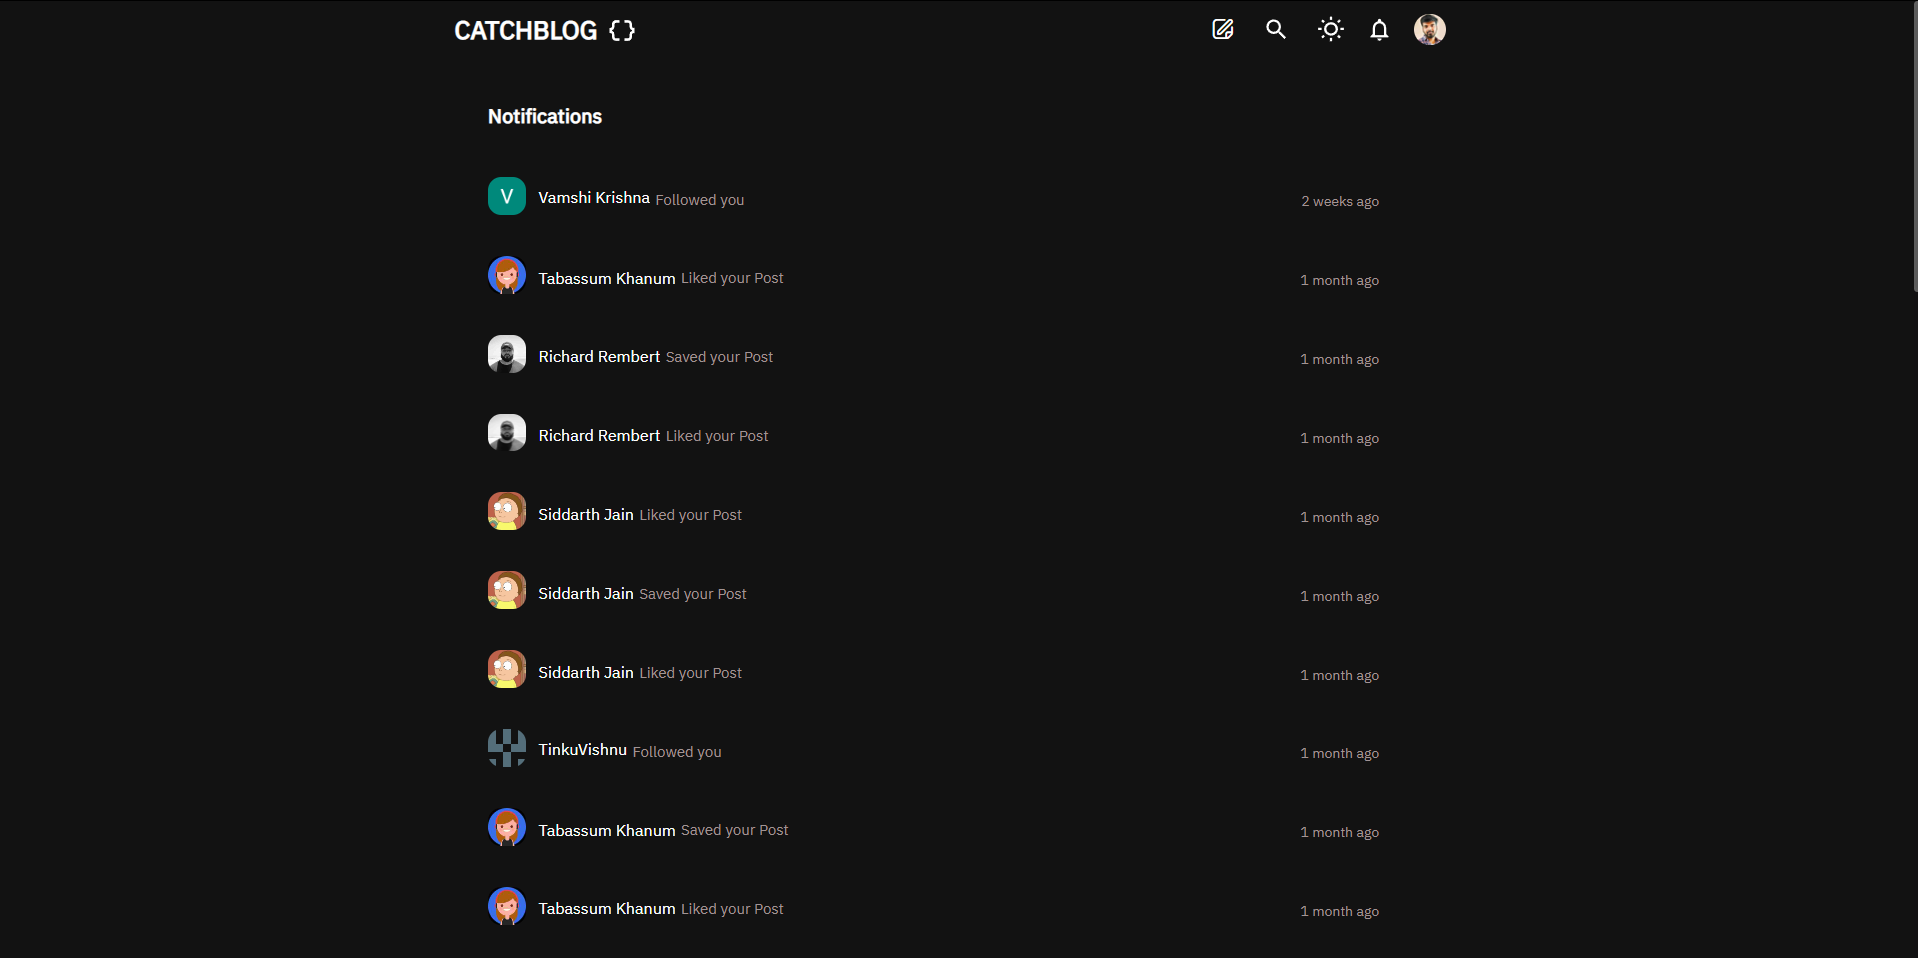 CATCHBLOG {}
Notifications
V Vamshi Krishna Followed you 2 weeks ago
Tabassum Khanum Liked your Post 1 month ago
Richard Rembert Saved your Post 1 month ago
Richard Rembert Liked your Post 1 month ago
Siddarth Jain Liked your Post 1 month ago
Siddarth Jain Saved your Post 1 month ago
Siddarth Jain Liked your Post 1 month ago
TinkuVishnu Followed you 1 month ago
Tabassum Khanum Saved your Post 1 month ago
Tabassum Khanum Liked your Post 1 month ago